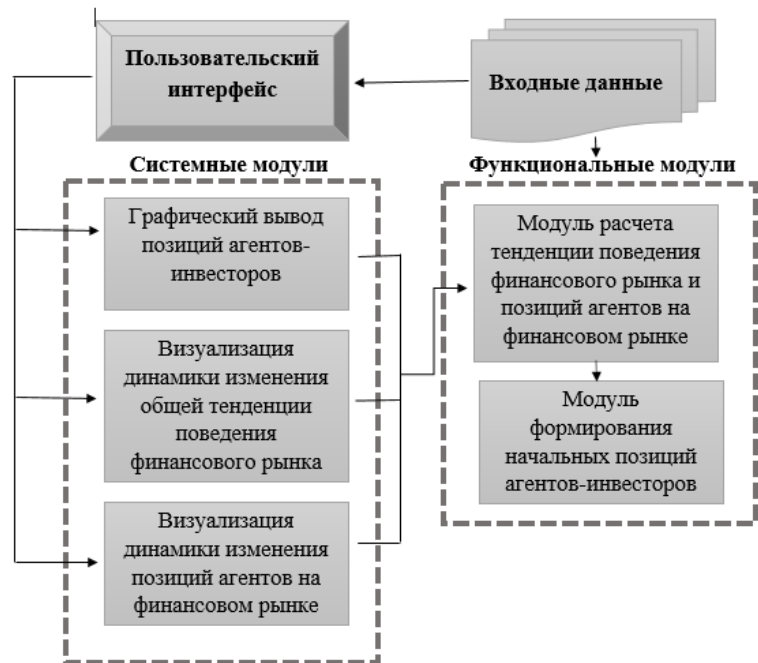 Пользовательский
интерфейс
Входные данные
Системные модули
Графический вывод
позиций агентов-
инвесторов
Визуализация
динамики изменения
общей тенденции
поведения
финансового рынка
Визуализация
динамики изменения
позиций агентов на
финансовом рынке
Функциональные модули
Модуль расчета
тенденции поведения
финансового рынка и
позиций агентов на
финансовом рынке
Модуль
формирования
начальных позиций
агентов-инвесторов